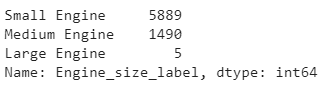 Small Engine 5889
Medium Engine 1490
Large Engine 5
Name: Engine_size_label, dtype: int64